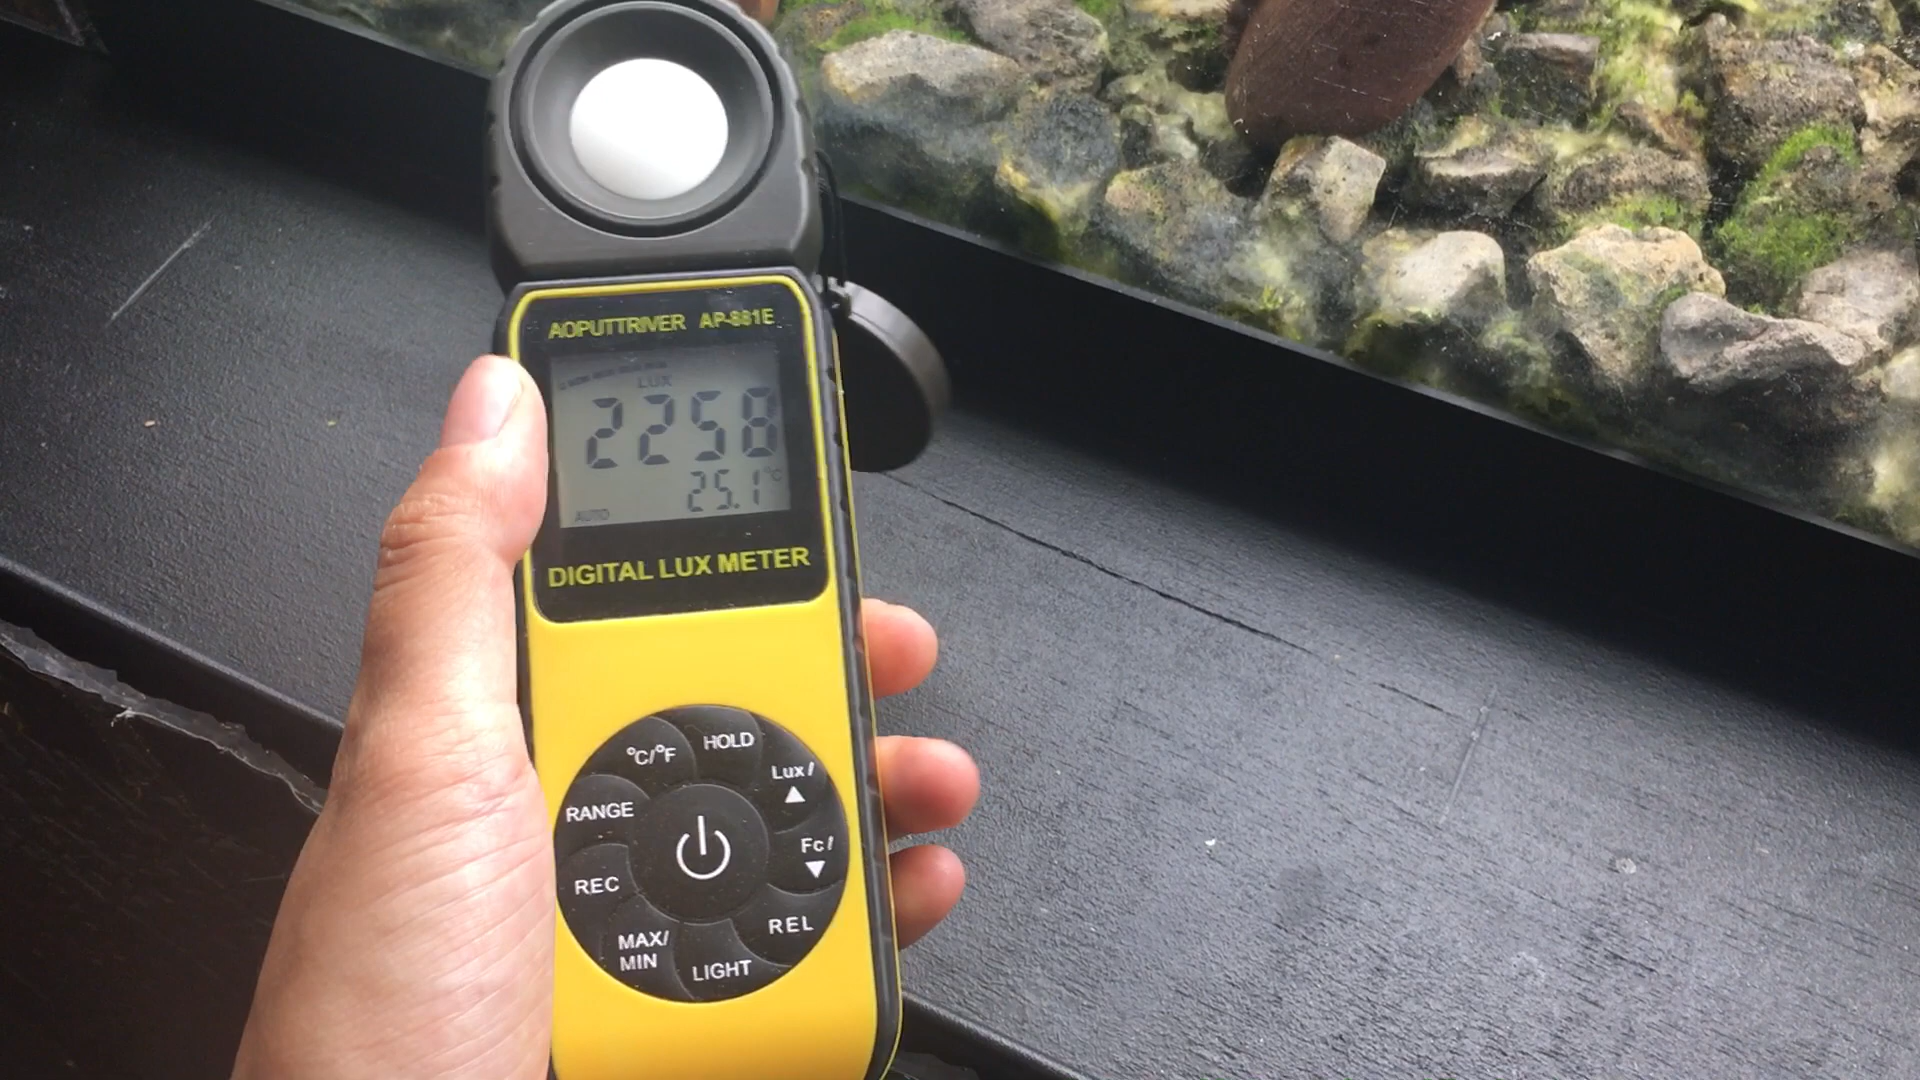 AOPUTTRIVER AP-881E
LUX
2258
25.1 °C
AUTO
DIGITAL LUX METER
°C/°F
HOLD
Lux/▲
RANGE
Fc/▼
REC
REL
MAX/
MIN
LIGHT